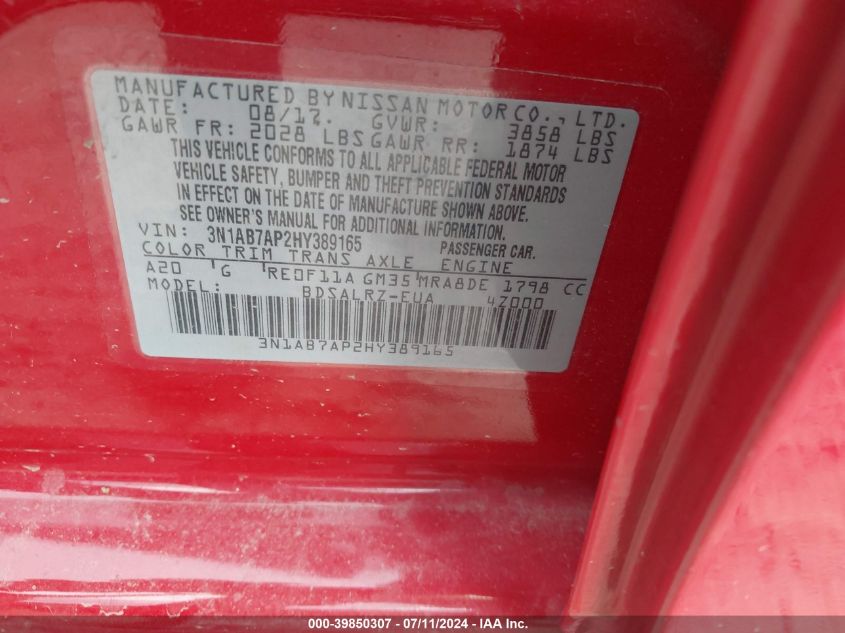 MANUFACTURED BY NISSAN MOTOR CO., LTD.
DATE: 08/17. GVWR: 3858 LBS
GAWR FR: 2028 LBS GAWR RR: 1874 LBS
THIS VEHICLE CONFORMS TO ALL APPLICABLE FEDERAL MOTOR
VEHICLE SAFETY, BUMPER AND THEFT PREVENTION STANDARDS
IN EFFECT ON THE DATE OF MANUFACTURE SHOWN ABOVE.
SEE OWNER'S MANUAL FOR ADDITIONAL INFORMATION.
VIN: 3N1AB7AP2HY389165 PASSENGER CAR.
COLOR TRIM TRANS AXLE ENGINE
A20 G RE0F11A GM35 MRA8DE 1798 CC
MODEL: BDSALRZ-EUA 4Z000
3N1AB7AP2HY389165
000-39850307 - 07/11/2024 - IAA Inc.